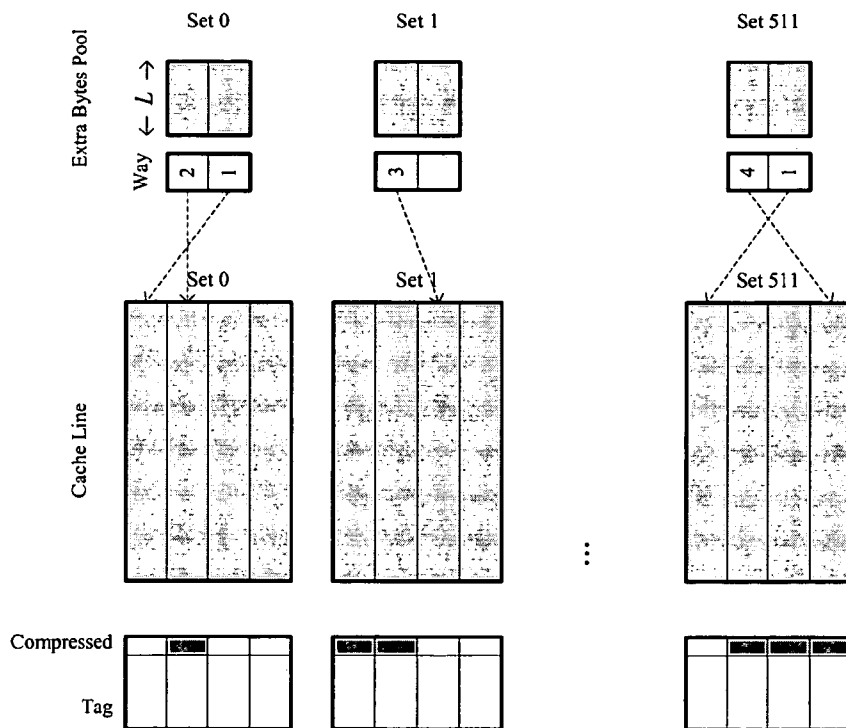 Set 0
Set 1
Set 511
Extra Bytes Pool
← L →
Way
2
1
3
4
1
Set 0
Set 1
Set 511
Cache Line
...
Compressed
Tag